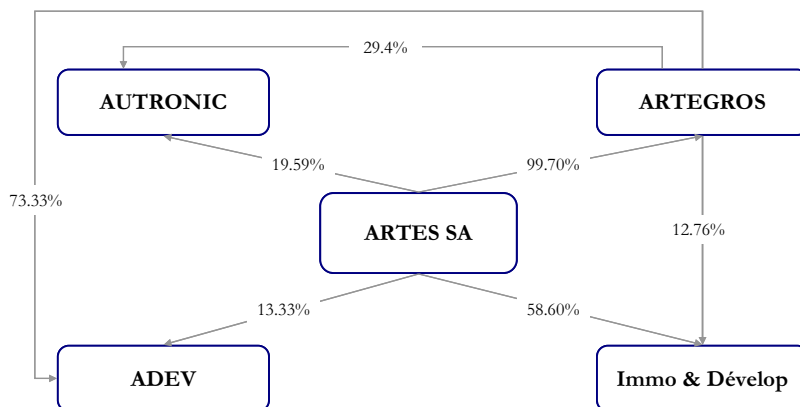 29.4%
AUTRONIC
ARTEGROS
19.59%
99.70%
73.33%
ARTES SA
12.76%
13.33%
58.60%
ADEV
Immo & Dévelop